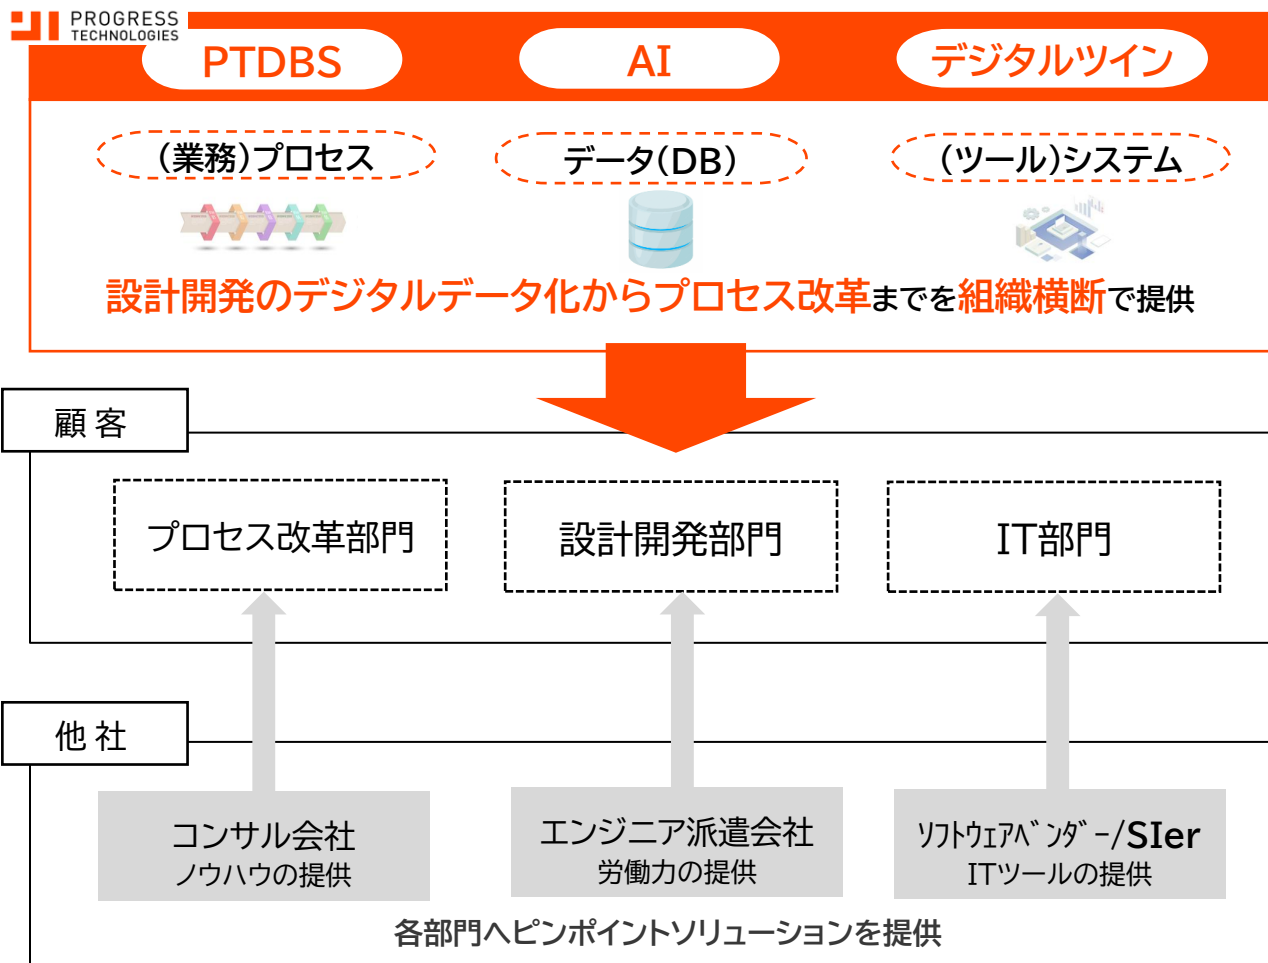 PROGRESS
TECHNOLOGIES
PTDBS
AI
デジタルツイン
(業務)プロセス
データ(DB)
(ツール)システム
設計開発のデジタルデータ化からプロセス改革までを組織横断で提供
顧客
プロセス改革部門
設計開発部門
IT部門
他社
コンサル会社
ノウハウの提供
エンジニア派遣会社
労働力の提供
ソフトウェアベンダー/SIer
ITツールの提供
各部門へピンポイントソリューションを提供